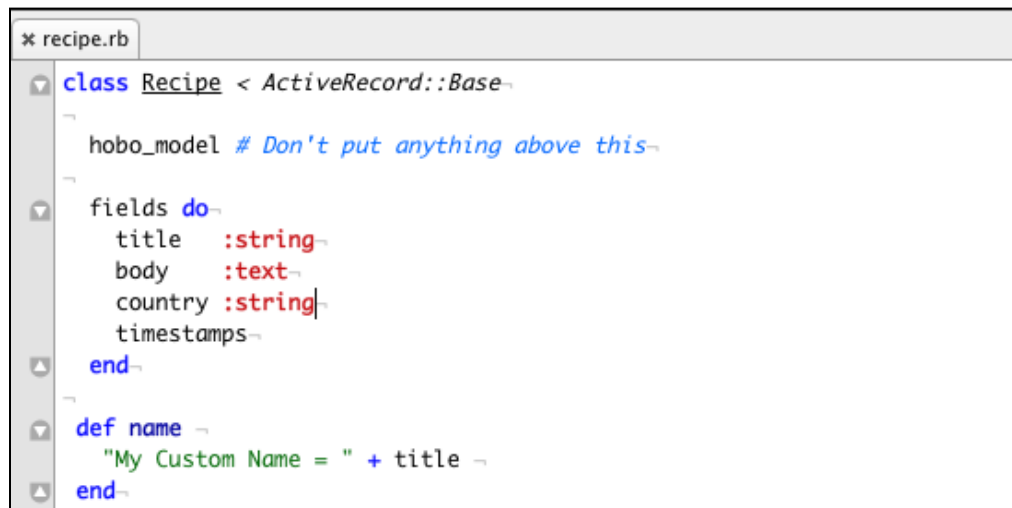 × recipe.rb
class Recipe < ActiveRecord::Base¬
¬
hobo_model # Don't put anything above this¬
¬
fields do¬
title :string¬
body :text¬
country :string¬
timestamps¬
end¬
¬
def name ¬
"My Custom Name = " + title ¬
end¬